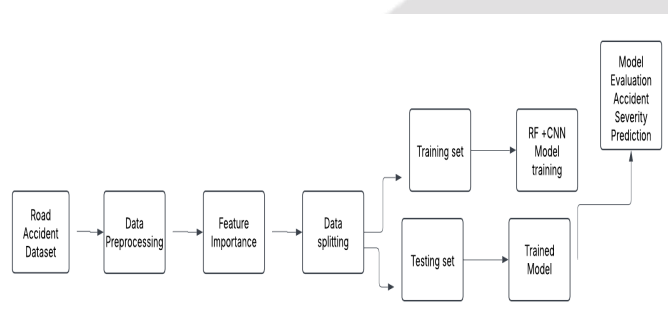 Road
Accident
Dataset
Data
Preprocessing
Feature
Importance
Data
splitting
Training set
RF +CNN
Model
training
Testing set
Trained
Model
Model
Evaluation
Accident
Severity
Prediction